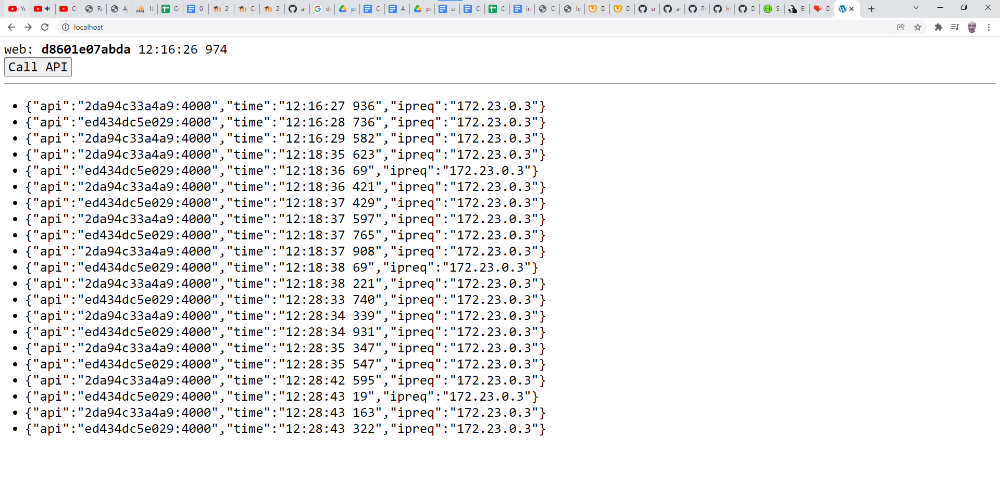 localhost
web: d8601e07abda 12:16:26 974
Call API
{"api":"2da94c33a4a9:4000","time":"12:16:27 936","ipreq":"172.23.0.3"}
{"api":"ed434dc5e029:4000","time":"12:16:28 736","ipreq":"172.23.0.3"}
{"api":"2da94c33a4a9:4000","time":"12:16:29 582","ipreq":"172.23.0.3"}
{"api":"2da94c33a4a9:4000","time":"12:18:35 623","ipreq":"172.23.0.3"}
{"api":"ed434dc5e029:4000","time":"12:18:36 69","ipreq":"172.23.0.3"}
{"api":"2da94c33a4a9:4000","time":"12:18:36 421","ipreq":"172.23.0.3"}
{"api":"ed434dc5e029:4000","time":"12:18:37 429","ipreq":"172.23.0.3"}
{"api":"2da94c33a4a9:4000","time":"12:18:37 597","ipreq":"172.23.0.3"}
{"api":"ed434dc5e029:4000","time":"12:18:37 765","ipreq":"172.23.0.3"}
{"api":"2da94c33a4a9:4000","time":"12:18:37 908","ipreq":"172.23.0.3"}
{"api":"ed434dc5e029:4000","time":"12:18:38 69","ipreq":"172.23.0.3"}
{"api":"2da94c33a4a9:4000","time":"12:18:38 221","ipreq":"172.23.0.3"}
{"api":"ed434dc5e029:4000","time":"12:28:33 740","ipreq":"172.23.0.3"}
{"api":"2da94c33a4a9:4000","time":"12:28:34 339","ipreq":"172.23.0.3"}
{"api":"ed434dc5e029:4000","time":"12:28:34 931","ipreq":"172.23.0.3"}
{"api":"2da94c33a4a9:4000","time":"12:28:35 347","ipreq":"172.23.0.3"}
{"api":"ed434dc5e029:4000","time":"12:28:35 547","ipreq":"172.23.0.3"}
{"api":"2da94c33a4a9:4000","time":"12:28:42 595","ipreq":"172.23.0.3"}
{"api":"ed434dc5e029:4000","time":"12:28:43 19","ipreq":"172.23.0.3"}
{"api":"2da94c33a4a9:4000","time":"12:28:43 163","ipreq":"172.23.0.3"}
{"api":"ed434dc5e029:4000","time":"12:28:43 322","ipreq":"172.23.0.3"}